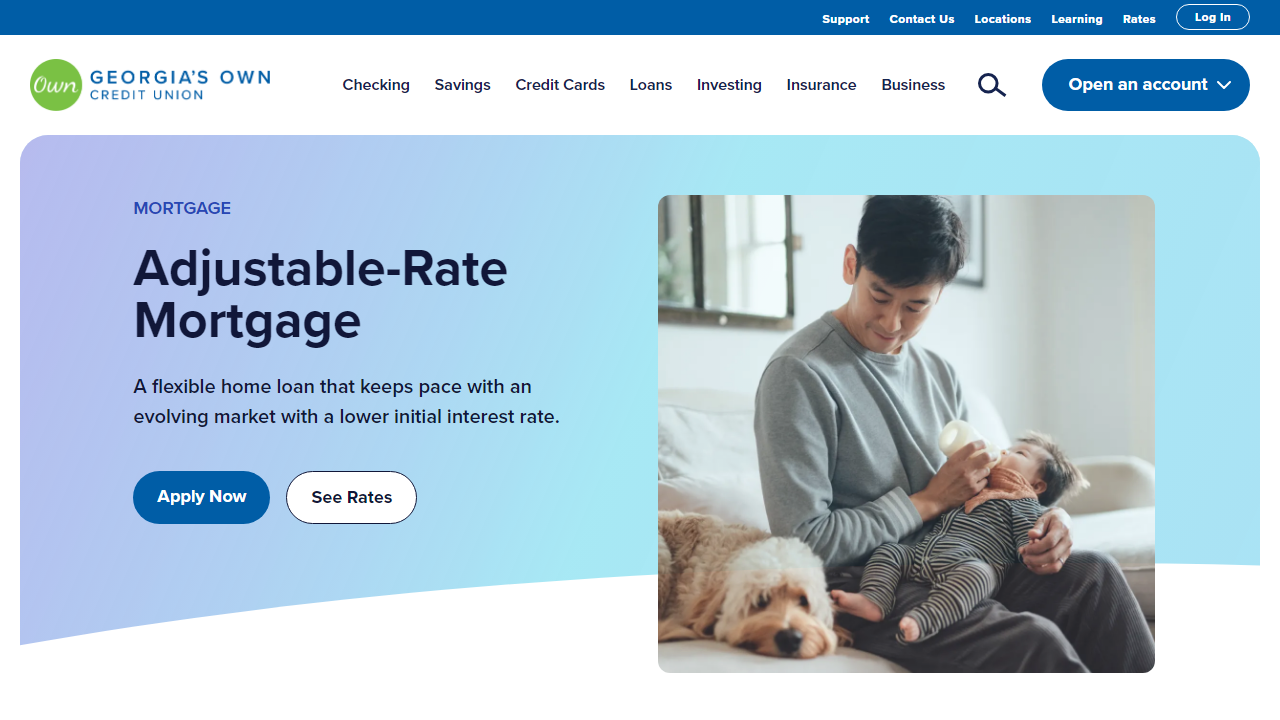 Support Contact Us Locations Learning Rates Log In
Own GEORGIA'S OWN
CREDIT UNION
Checking Savings Credit Cards Loans Investing Insurance Business Open an account
MORTGAGE
Adjustable-Rate
Mortgage
A flexible home loan that keeps pace with an
evolving market with a lower initial interest rate.
Apply Now See Rates